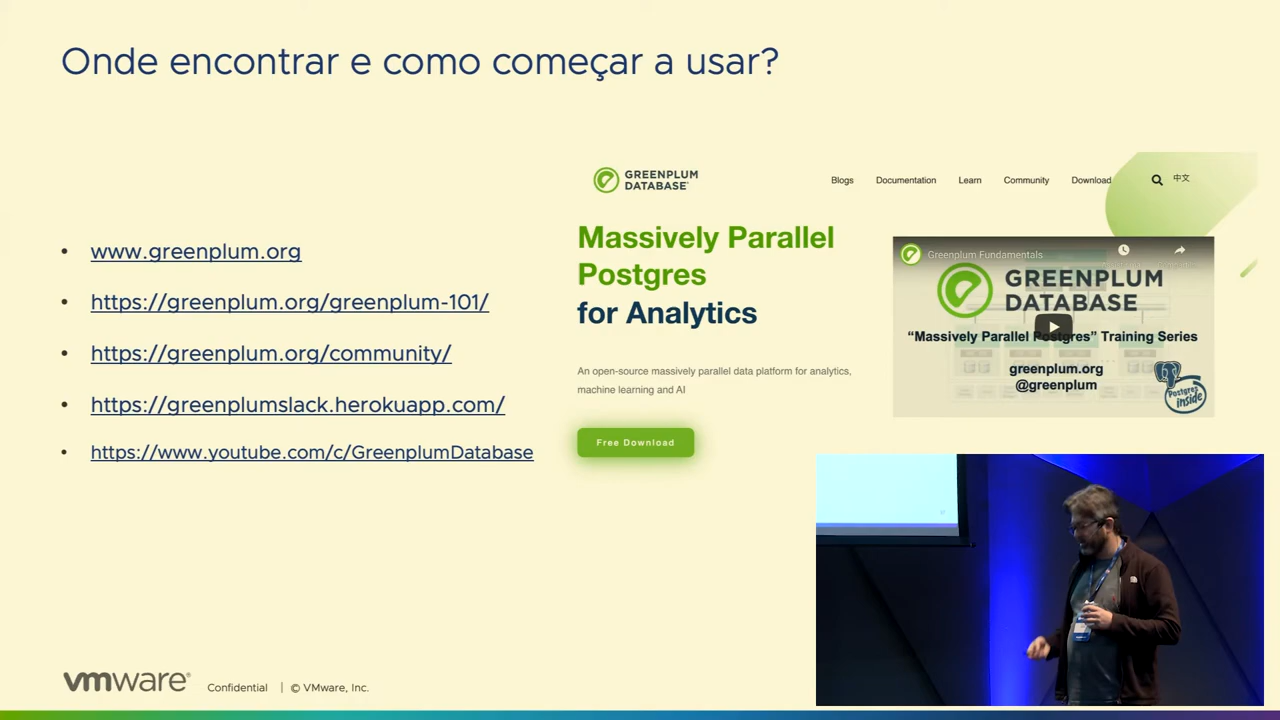 Onde encontrar e como começar a usar?
• www.greenplum.org
• https://greenplum.org/greenplum-101/
• https://greenplum.org/community/
• https://greenplumslack.herokuapp.com/
• https://www.youtube.com/c/GreenplumDatabase
GREENPLUM
DATABASE
Blogs Documentation Learn Community Download 中文
Massively Parallel
Postgres
for Analytics
An open-source massively parallel data platform for analytics,
machine learning and AI
Free Download
Greenplum Fundamentals
GREENPLUM
DATABASE
“Massively Parallel Postgres” Training Series
greenplum.org
@greenplum
Postgres
inside
vmware® Confidential | © VMware, Inc.